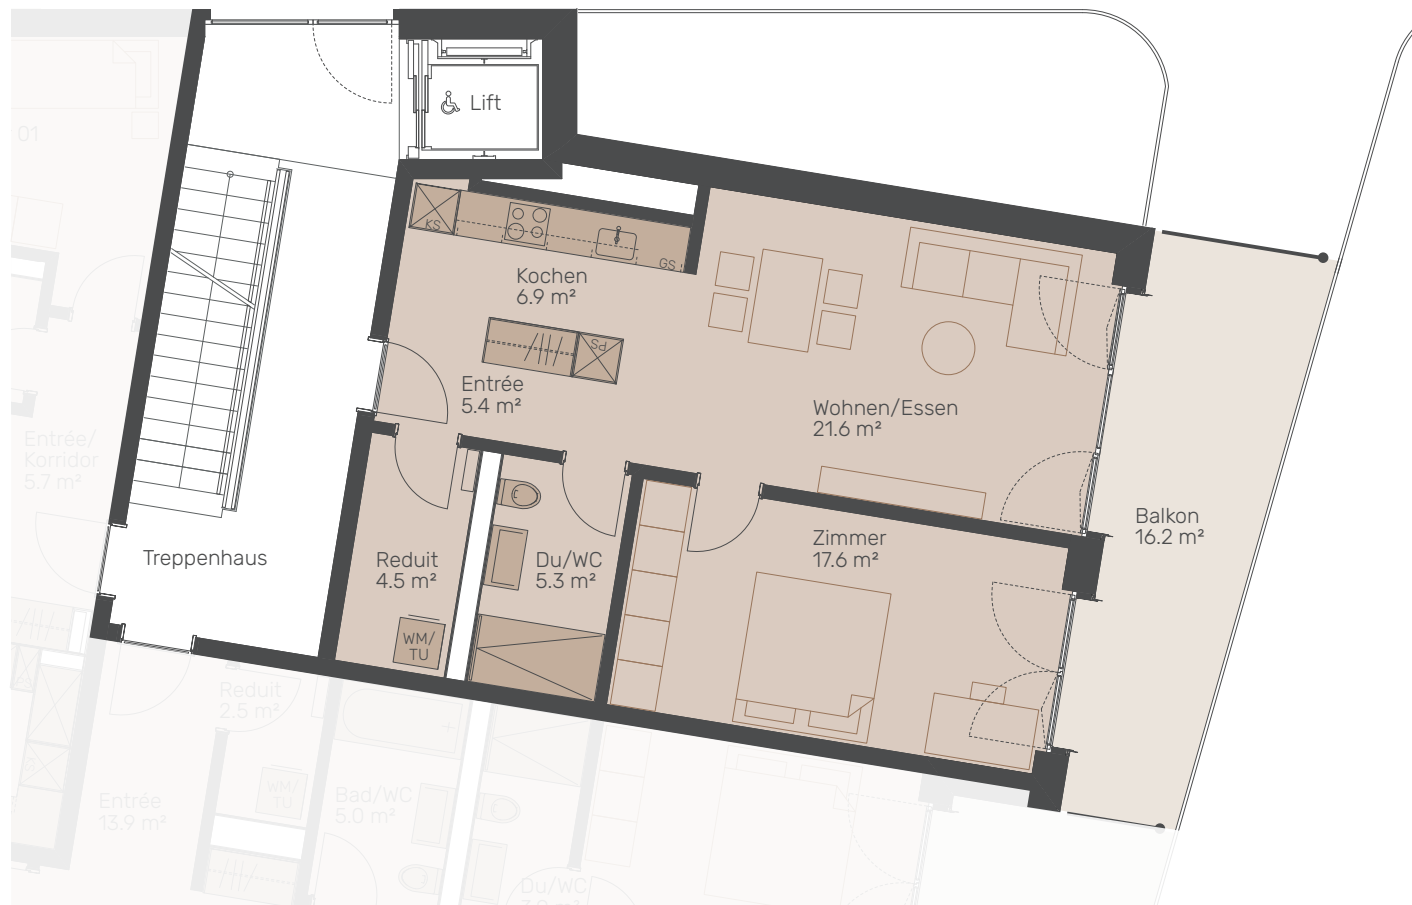 Lift
01
KS
GS
Kochen
6.9 m²
PS
Entrée
5.4 m²
Wohnen/Essen
21.6 m²
Entrée/
Korridor
5.7 m²
Balkon
16.2 m²
Zimmer
17.6 m²
Treppenhaus
Reduit
4.5 m²
Du/WC
5.3 m²
WM/
TU
Reduit
2.5 m²
WM/
TU
Entrée
13.9 m²
Bad/WC
5.0 m²
Du/WC